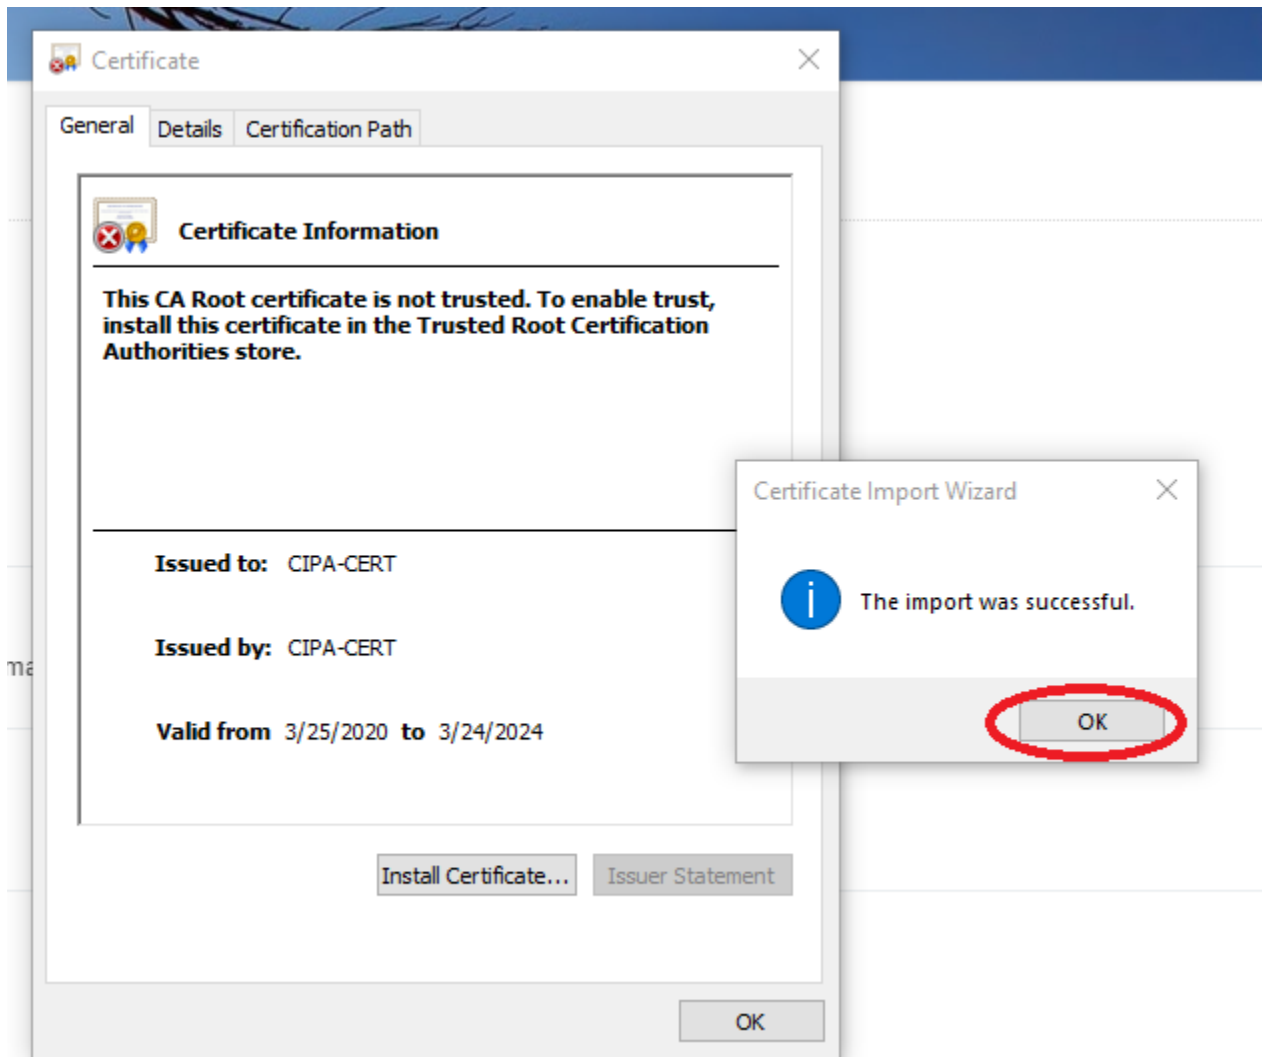 Certificate
General Details Certification Path
Certificate Information
This CA Root certificate is not trusted. To enable trust,
install this certificate in the Trusted Root Certification
Authorities store.
Certificate Import Wizard
Issued to: CIPA-CERT
The import was successful.
Issued by: CIPA-CERT
Valid from 3/25/2020 to 3/24/2024
OK
Install Certificate... Issuer Statement
OK